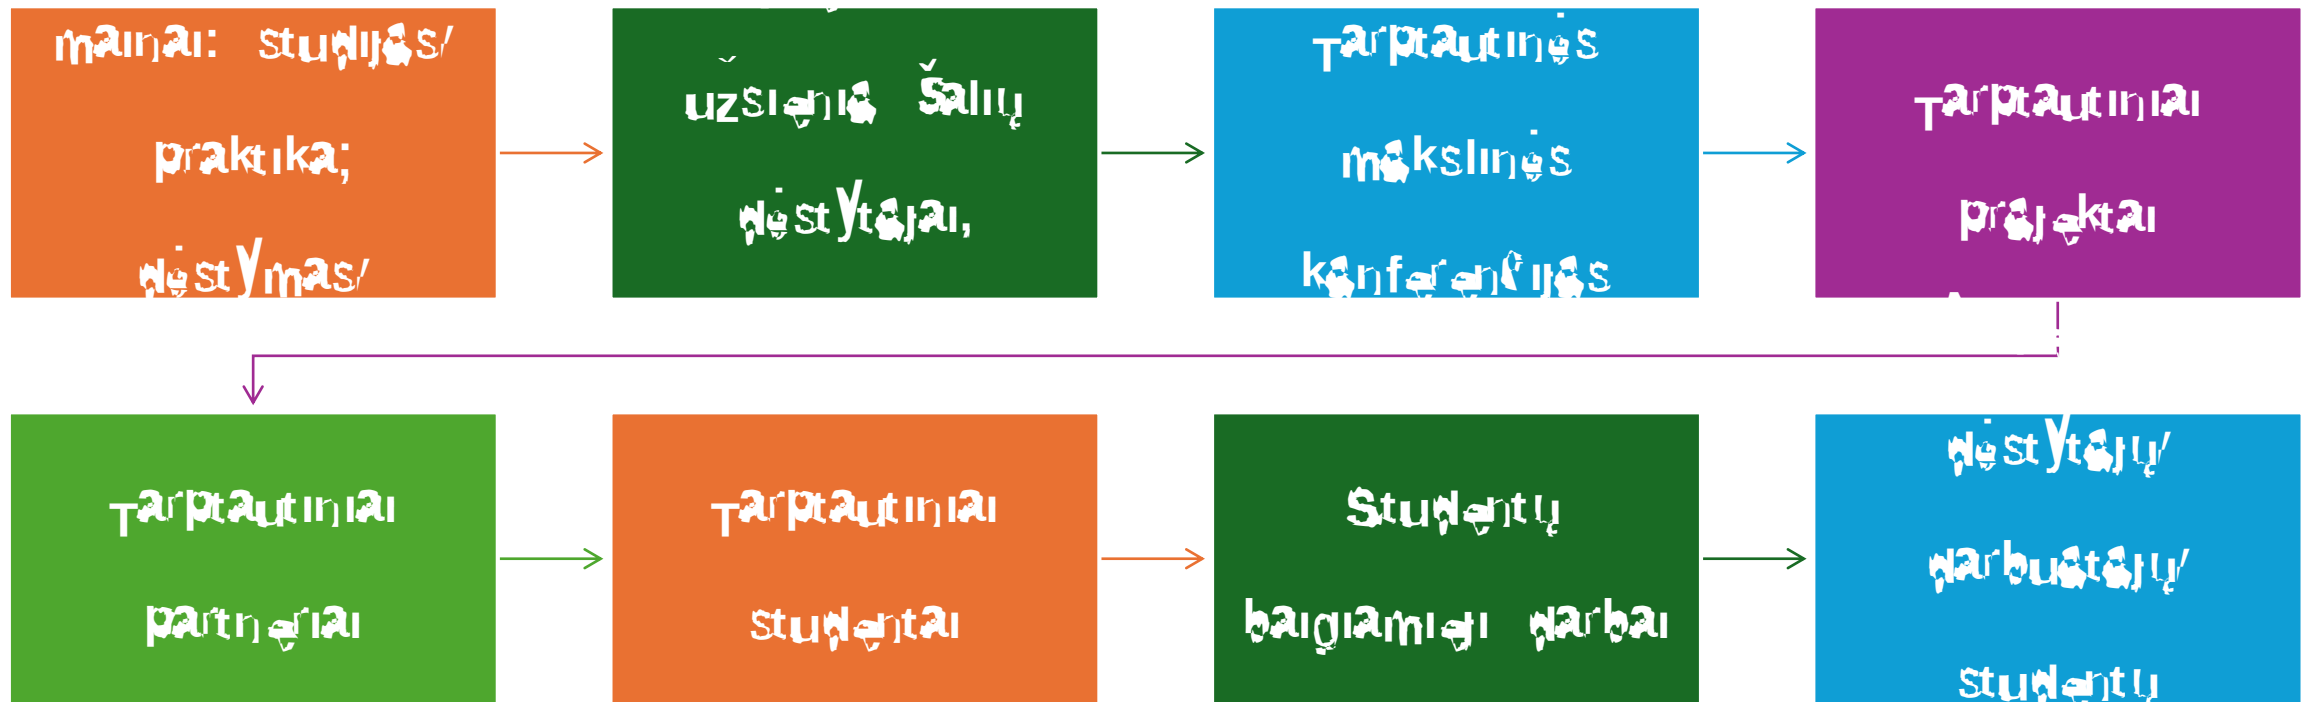 mainai: studijos/
praktika;
dėstymas/
užsienio šalių
dėstytojai,
Tarptautinės
mokslinės
konferencijos
Tarptautiniai
projektai
Tarptautiniai
partneriai
Tarptautiniai
studentai
Studentų
baigiamieji darbai
dėstytojų/
darbuotojų/
studentų